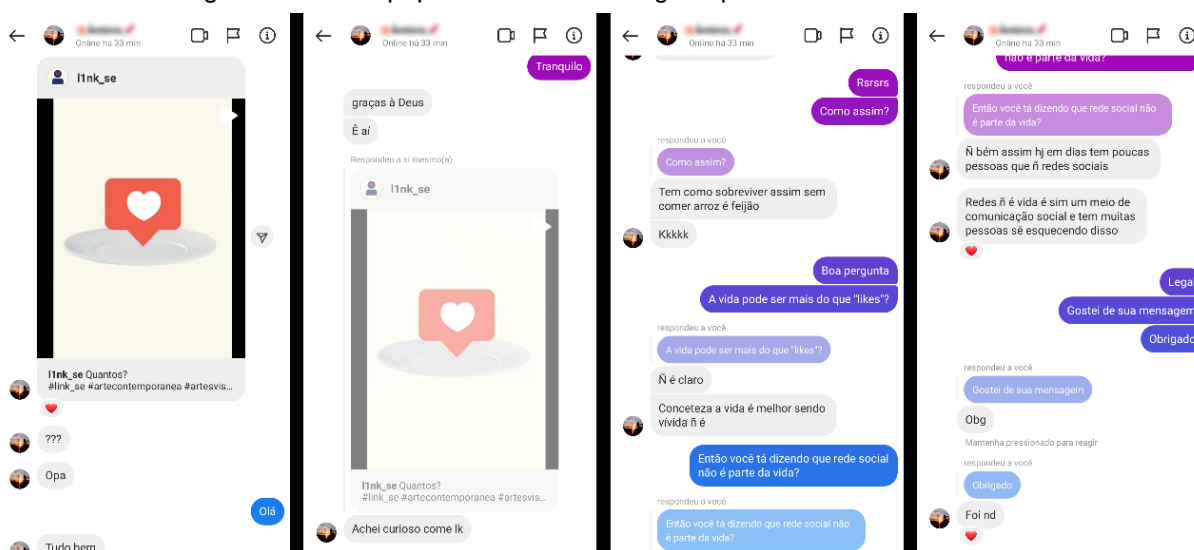 Online há 33 min
l1nk_se
l1nk_se Quantos?
#link_se #artecontemporanea #artesvis...
???
Opa
Olá
Tudo bem
Online há 33 min
Tranquilo
graças à Deus
Ê aí
Respondeu a si mesmo(a)
l1nk_se
l1nk_se Quantos?
#link_se #artecontemporanea #artesvis...
Achei curioso come lk
Online há 33 min
Rsrsrs
Como assim?
respondeu a você
Como assim?
Tem como sobreviver assim sem
comer arroz é feijão
Kkkkk
Boa pergunta
A vida pode ser mais do que "likes"?
respondeu a você
A vida pode ser mais do que "likes"?
Ñ é claro
Conceteza a vida é melhor sendo
vívida ñ é
Então você tá dizendo que rede social
não é parte da vida?
respondeu a você
Então você tá dizendo que rede social não
é parte da vida?
Online há 33 min
não é parte da vida?
respondeu a você
Então você tá dizendo que rede social não
é parte da vida?
Ñ bém assim hj em dias tem poucas
pessoas que ñ redes sociais
Redes ñ é vida é sim um meio de
comunicação social e tem muitas
pessoas sê esquecendo disso
Legal
Gostei de sua mensagem
Obrigado
respondeu a você
Gostei de sua mensagem
Obg
Mantenha pressionado para reagir
respondeu a você
Obrigado
Foi nd